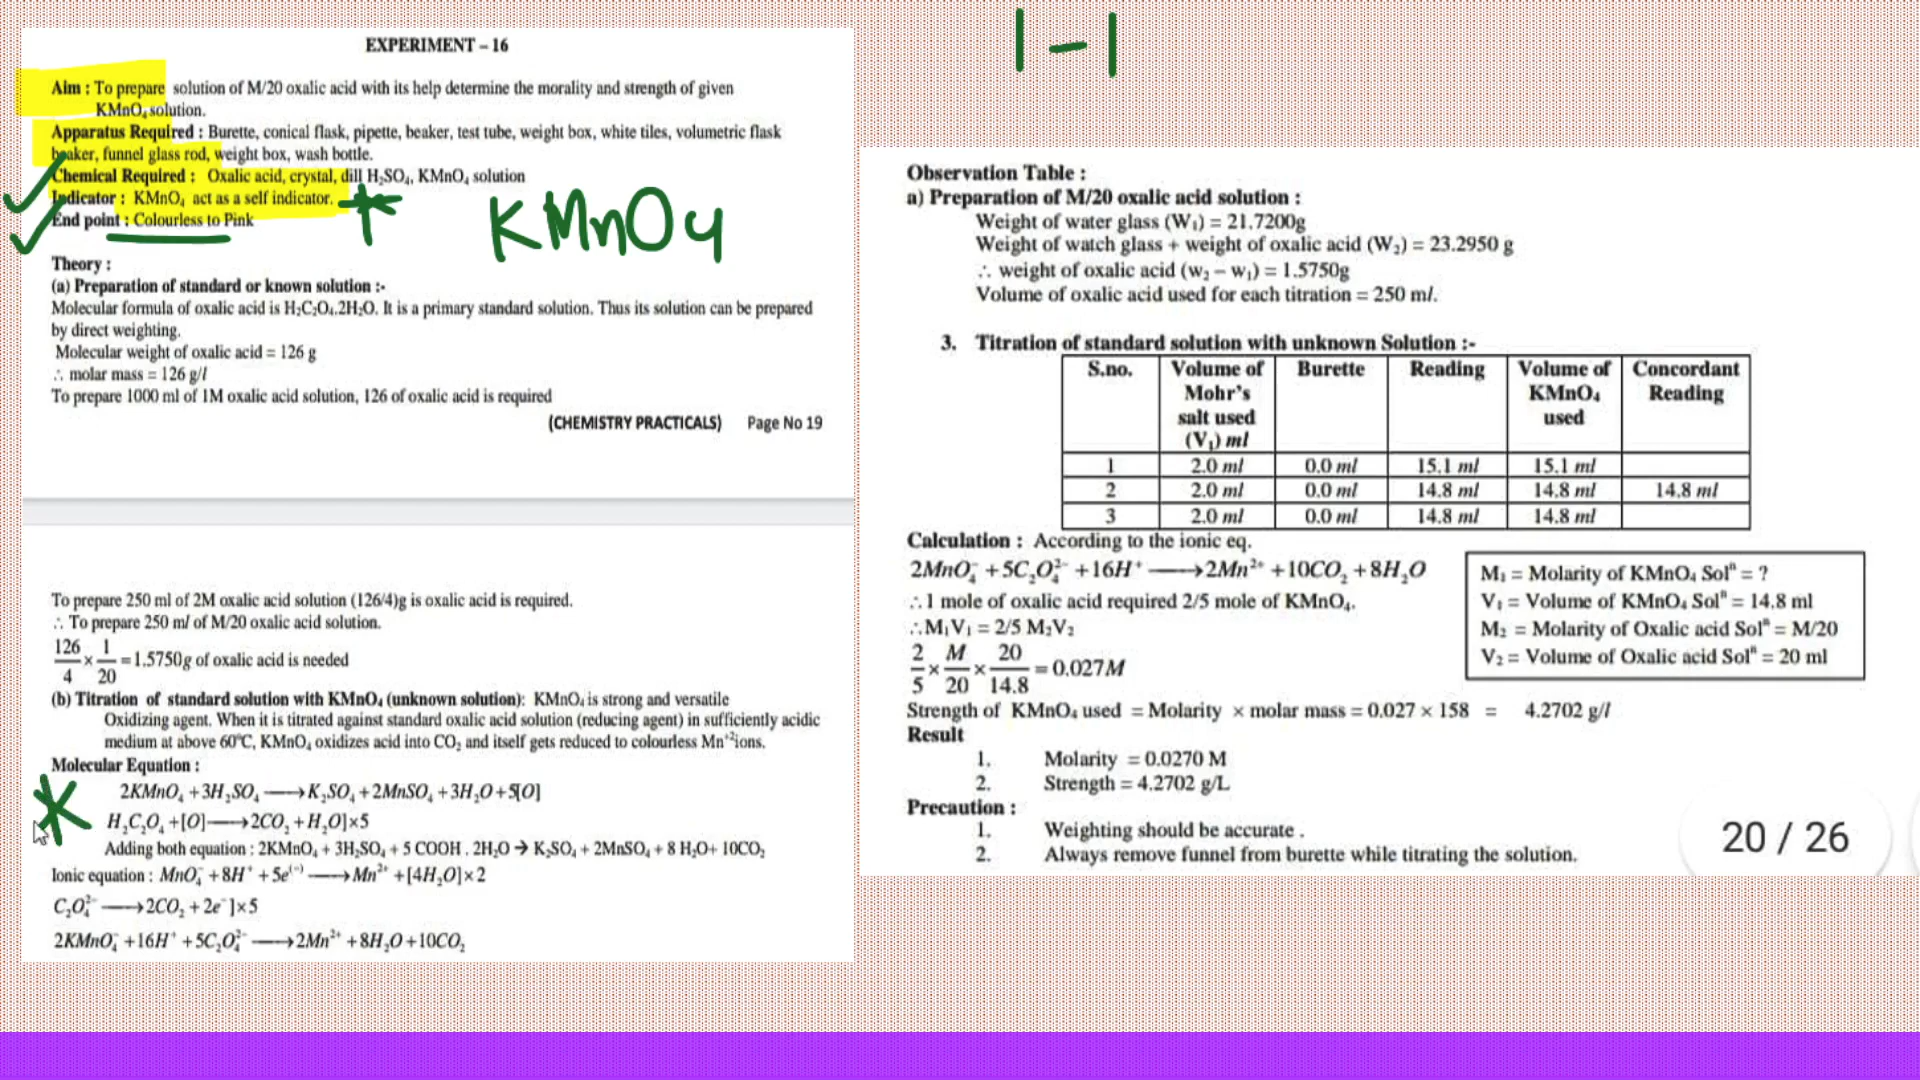 EXPERIMENT – 16
Aim : To prepare solution of M/20 oxalic acid with its help determine the morality and strength of given
KMnO₄ solution.
Apparatus Required : Burette, conical flask, pipette, beaker, test tube, weight box, white tiles, volumetric flask
beaker, funnel glass rod, weight box, wash bottle.
Chemical Required : Oxalic acid, crystal, dill H₂SO₄, KMnO₄ solution
Indicator : KMnO₄ act as a self indicator.
End point : Colourless to Pink
KMnO4
Theory :
(a) Preparation of standard or known solution :-
Molecular formula of oxalic acid is H₂C₂O₄.2H₂O. It is a primary standard solution. Thus its solution can be prepared
by direct weighting.
Molecular weight of oxalic acid = 126 g
∴ molar mass = 126 g/l
To prepare 1000 ml of 1M oxalic acid solution, 126 of oxalic acid is required
(CHEMISTRY PRACTICALS) Page No 19
To prepare 250 ml of 2M oxalic acid solution (126/4)g is oxalic acid is required.
∴ To prepare 250 ml of M/20 oxalic acid solution.
126/4 × 1/20 = 1.5750g of oxalic acid is needed
(b) Titration of standard solution with KMnO₄ (unknown solution): KMnO₄ is strong and versatile
Oxidizing agent. When it is titrated against standard oxalic acid solution (reducing agent) in sufficiently acidic
medium at above 60°C, KMnO₄ oxidizes acid into CO₂ and itself gets reduced to colourless Mn⁺² ions.
Molecular Equation :
2KMnO₄ + 3H₂SO₄ ⟶ K₂SO₄ + 2MnSO₄ + 3H₂O + 5[O]
H₂C₂O₄ + [O] ⟶ 2CO₂ + H₂O] × 5
Adding both equation : 2KMnO₄ + 3H₂SO₄ + 5 COOH . 2H₂O → K₂SO₄ + 2MnSO₄ + 8 H₂O+ 10CO₂
Ionic equation : MnO₄⁻ + 8H⁺ + 5e⁽⁻⁾ ⟶ Mn²⁺ + [4H₂O] × 2
C₂O₄²⁻ ⟶ 2CO₂ + 2e⁻] × 5
2KMnO₄⁻ + 16H⁺ + 5C₂O₄²⁻ ⟶ 2Mn²⁺ + 8H₂O + 10CO₂
1 – 1
Observation Table :
a) Preparation of M/20 oxalic acid solution :
Weight of water glass (W₁) = 21.7200g
Weight of watch glass + weight of oxalic acid (W₂) = 23.2950 g
∴ weight of oxalic acid (w₂ – w₁) = 1.5750g
Volume of oxalic acid used for each titration = 250 ml.
3. Titration of standard solution with unknown Solution :-
S.no. Volume of Mohr's salt used (V₁) ml Burette Reading Volume of KMnO₄ used Concordant Reading
1 2.0 ml 0.0 ml 15.1 ml 15.1 ml
2 2.0 ml 0.0 ml 14.8 ml 14.8 ml 14.8 ml
3 2.0 ml 0.0 ml 14.8 ml 14.8 ml
Calculation : According to the ionic eq.
2MnO₄⁻ + 5C₂O₄²⁻ + 16H⁺ ⟶ 2Mn²⁺ + 10CO₂ + 8H₂O
∴ 1 mole of oxalic acid required 2/5 mole of KMnO₄.
∴ M₁V₁ = 2/5 M₂V₂
2/5 × M/20 × 20/14.8 = 0.027M
M₁ = Molarity of KMnO₄ Solⁿ = ?
V₁ = Volume of KMnO₄ Solⁿ = 14.8 ml
M₂ = Molarity of Oxalic acid Solⁿ = M/20
V₂ = Volume of Oxalic acid Solⁿ = 20 ml
Strength of KMnO₄ used = Molarity × molar mass = 0.027 × 158 = 4.2702 g/l
Result
1. Molarity = 0.0270 M
2. Strength = 4.2702 g/L
Precaution :
1. Weighting should be accurate .
2. Always remove funnel from burette while titrating the solution.
20 / 26